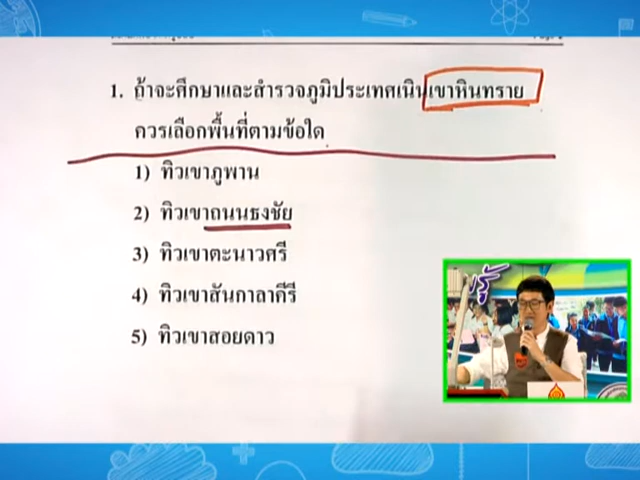 1. ถ้าจะศึกษาและสำรวจภูมิประเทศเนินเขาหินทราย
ควรเลือกพื้นที่ตามข้อใด
1) ทิวเขาภูพาน
2) ทิวเขาถนนธงชัย
3) ทิวเขาตะนาวศรี
4) ทิวเขาสันกาลาคีรี
5) ทิวเขาสอยดาว